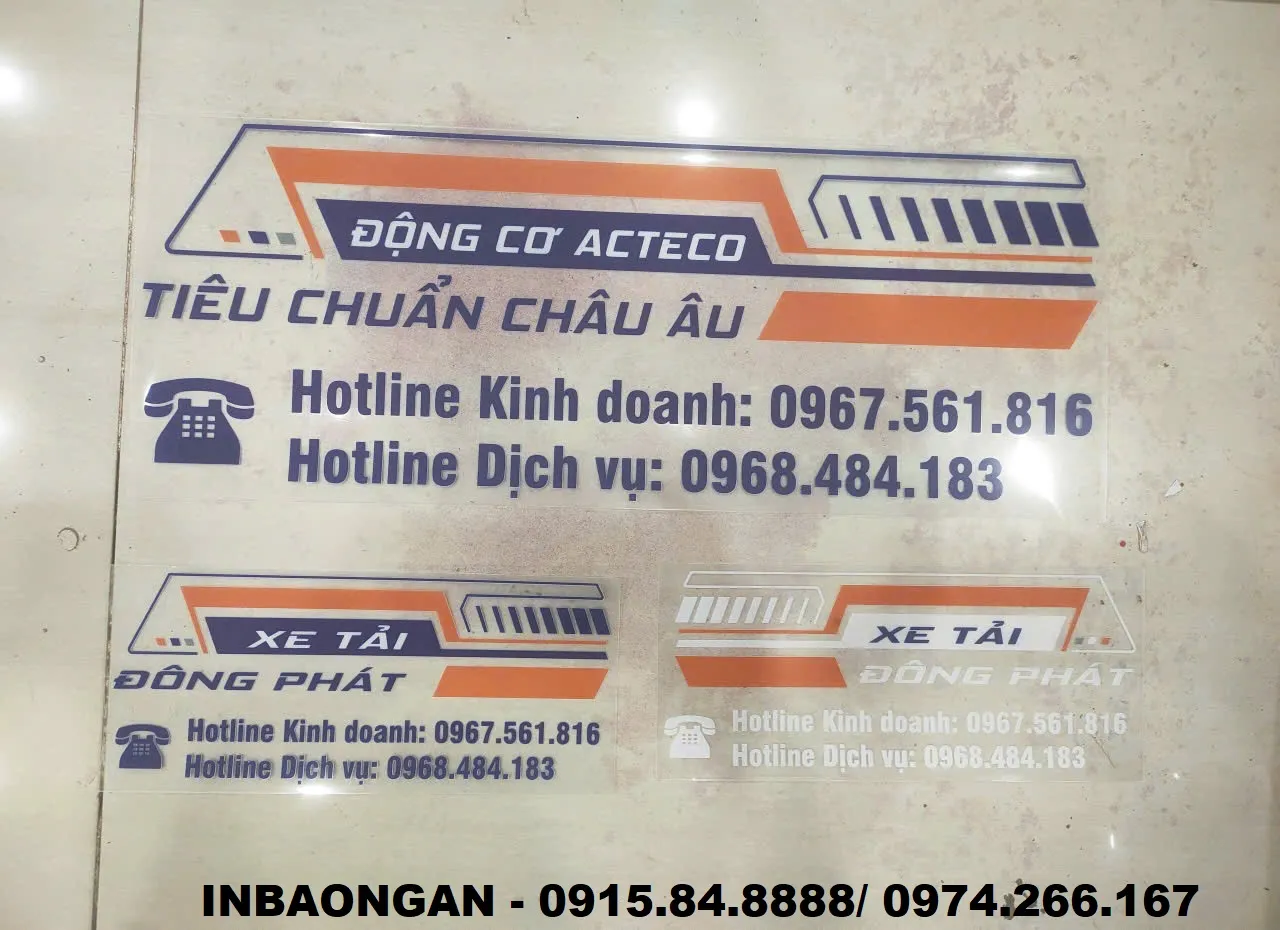 ĐỘNG CƠ ACTECO
TIÊU CHUẨN CHÂU ÂU
Hotline Kinh doanh: 0967.561.816
Hotline Dịch vụ: 0968.484.183
XE TẢI
ĐÔNG PHÁT
Hotline Kinh doanh: 0967.561.816
Hotline Dịch vụ: 0968.484.183
XE TẢI
ĐÔNG PHÁT
Hotline Kinh doanh: 0967.561.816
Hotline Dịch vụ: 0968.484.183
INBAONGAN - 0915.84.8888/ 0974.266.167